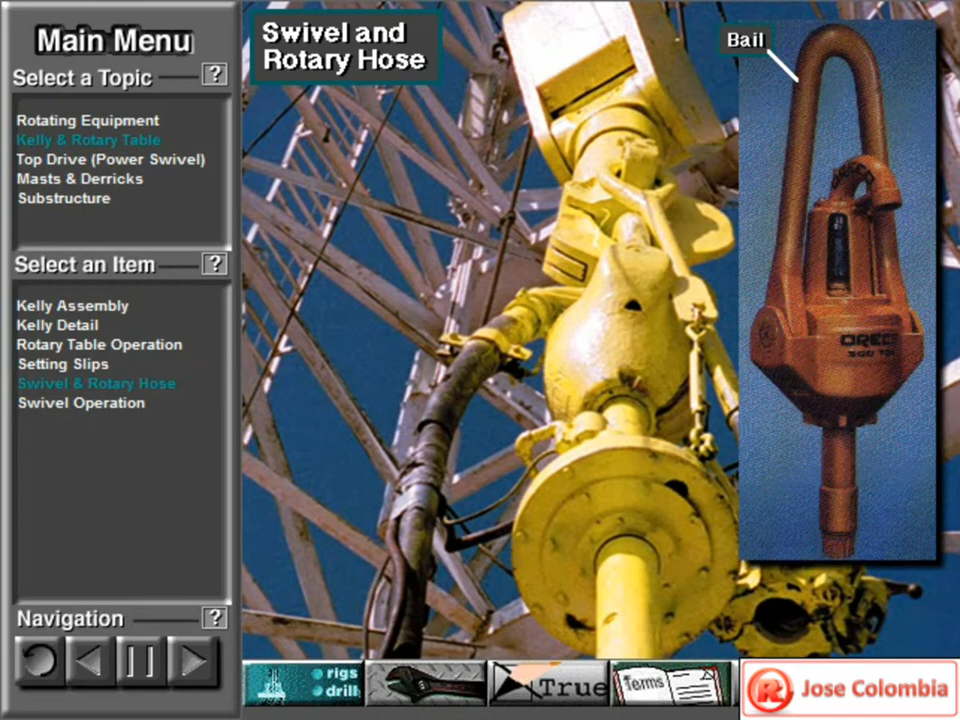 Main Menu
Select a Topic
?
Rotating Equipment
Kelly & Rotary Table
Top Drive (Power Swivel)
Masts & Derricks
Substructure
Select an Item
?
Kelly Assembly
Kelly Detail
Rotary Table Operation
Setting Slips
Swivel & Rotary Hose
Swivel Operation
Navigation
?
Swivel and
Rotary Hose
Bail
rigs
drill
True
Terms
R Jose Colombia